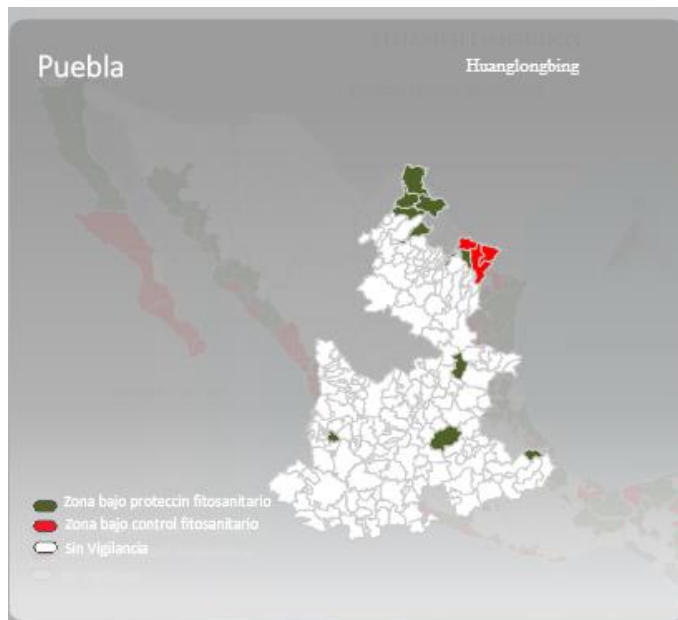 Puebla
Huanglongbing
Zona bajo proteccin fitosanitario
Zona bajo control fitosanitario
Sin Vigilancia